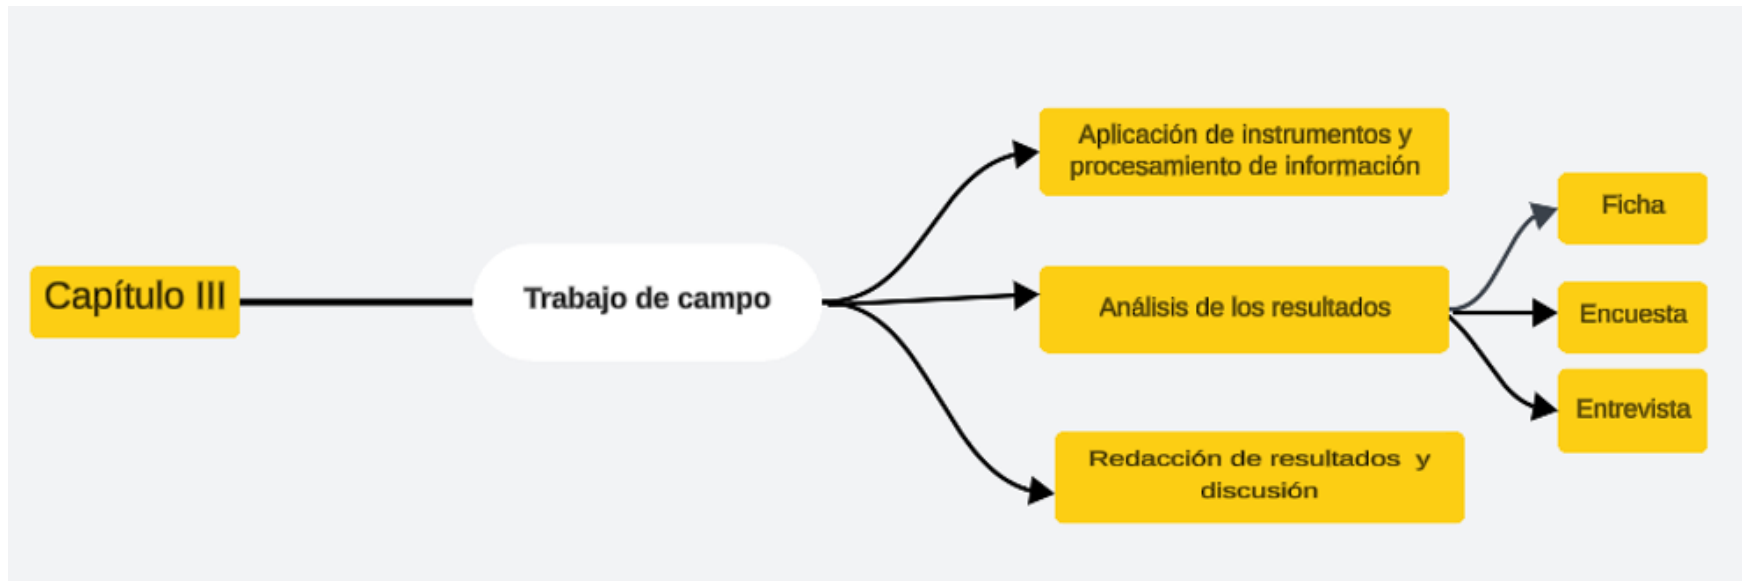 Capítulo III
Trabajo de campo
Aplicación de instrumentos y
procesamiento de información
Análisis de los resultados
Ficha
Encuesta
Entrevista
Redacción de resultados y
discusión